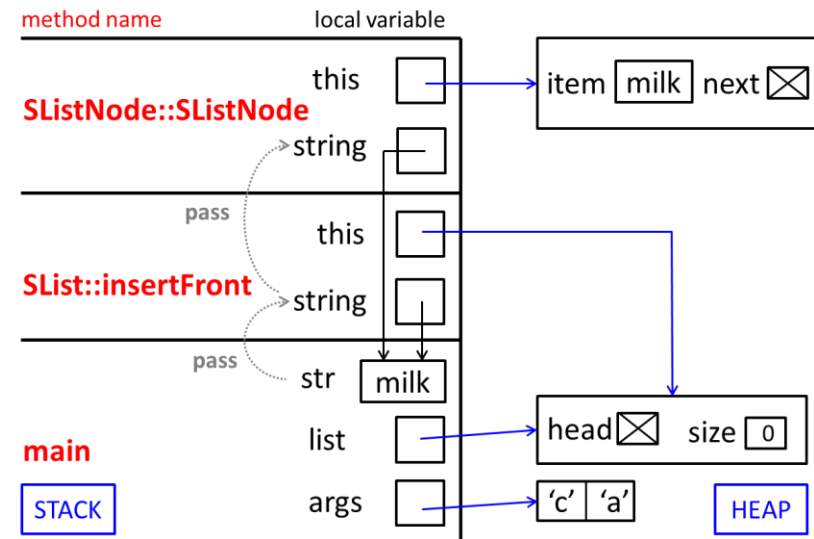 method name local variable
this
item milk next
SListNode::SListNode
string
pass
this
SList::insertFront
string
pass
str milk
head size 0
list
main
args 'c' 'a'
STACK HEAP